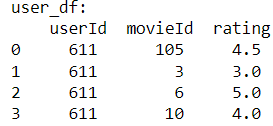 user_df:
userId movieId rating
0 611 105 4.5
1 611 3 3.0
2 611 6 5.0
3 611 10 4.0